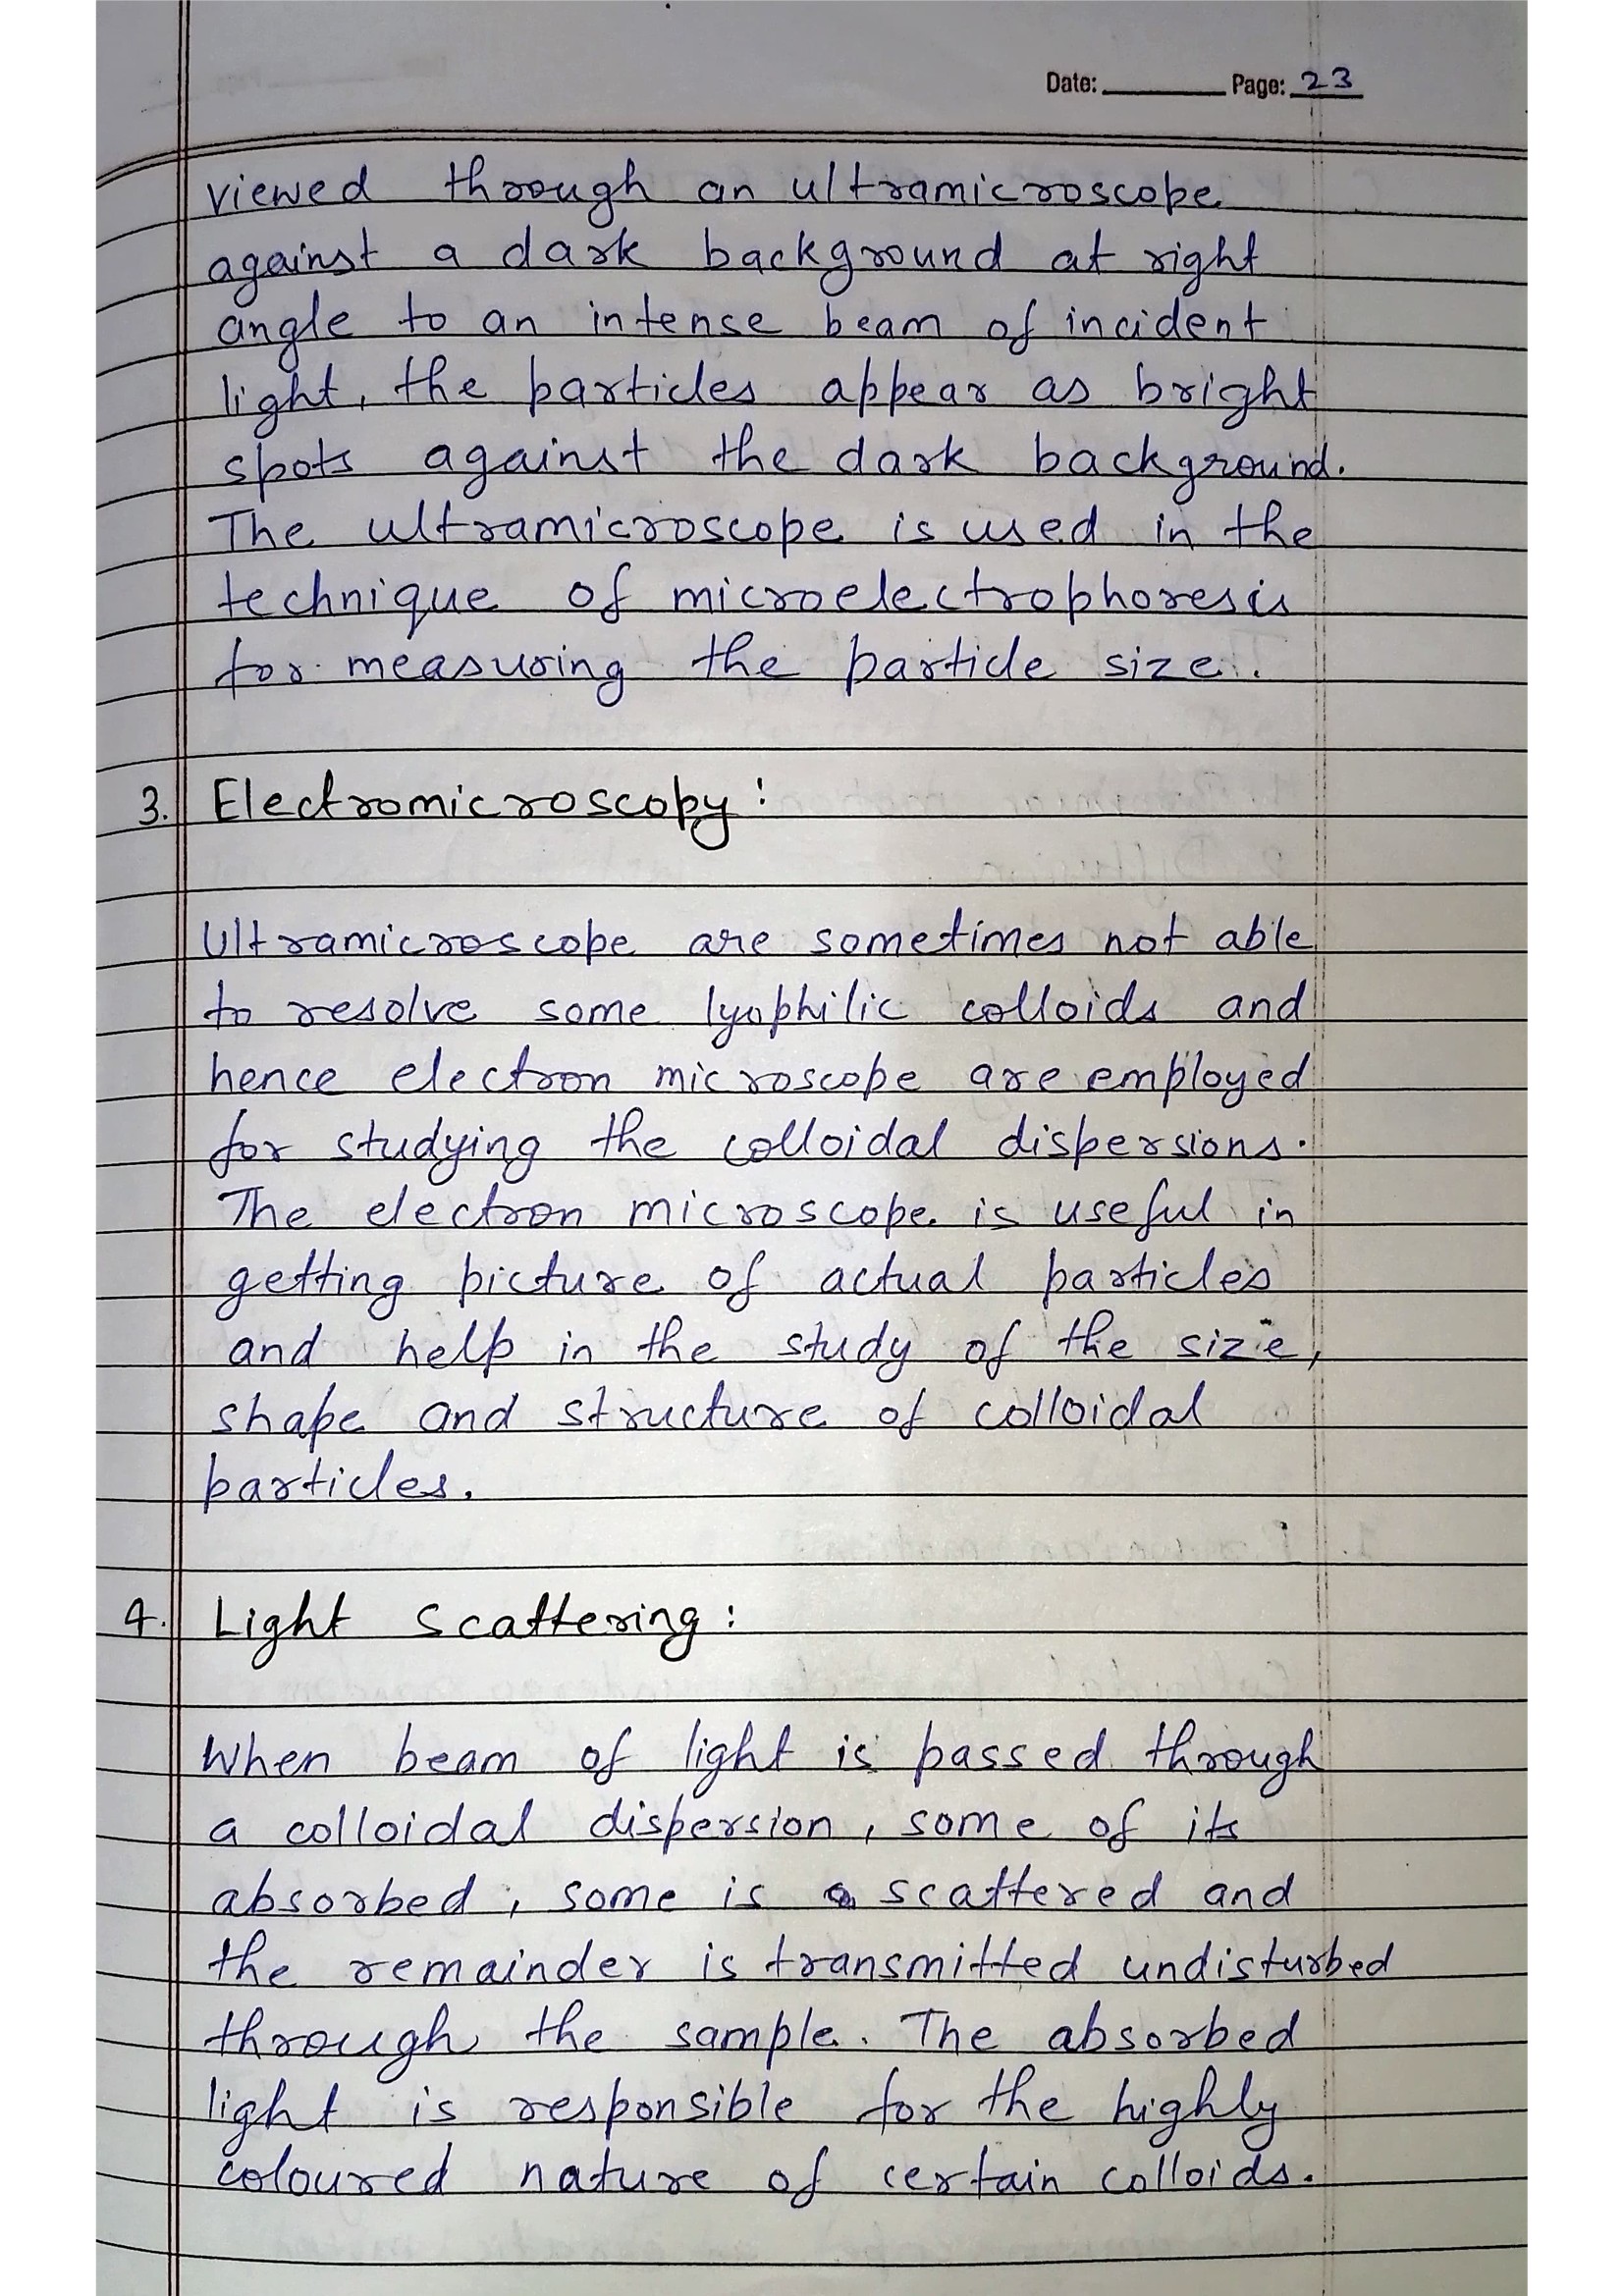 Date: Page: 23
viewed through an ultramicroscope
against a dark background at right
angle to an intense beam of incident
light, the particles appear as bright
spots against the dark background.
The ultramicroscope is used in the
technique of microelectrophoresis
for measuring the particle size.
3. Electromicroscopy:
Ultramicroscope are sometimes not able
to resolve some lyophilic colloids and
hence electron microscope are employed
for studying the colloidal dispersions.
The electron microscope is useful in
getting picture of actual particles
and help in the study of the size,
shape and structure of colloidal
particles.
4. Light Scattering:
When beam of light is passed through
a colloidal dispersion, some of its
absorbed, some is scattered and
the remainder is transmitted undisturbed
through the sample. The absorbed
light is responsible for the highly
coloured nature of certain colloids.